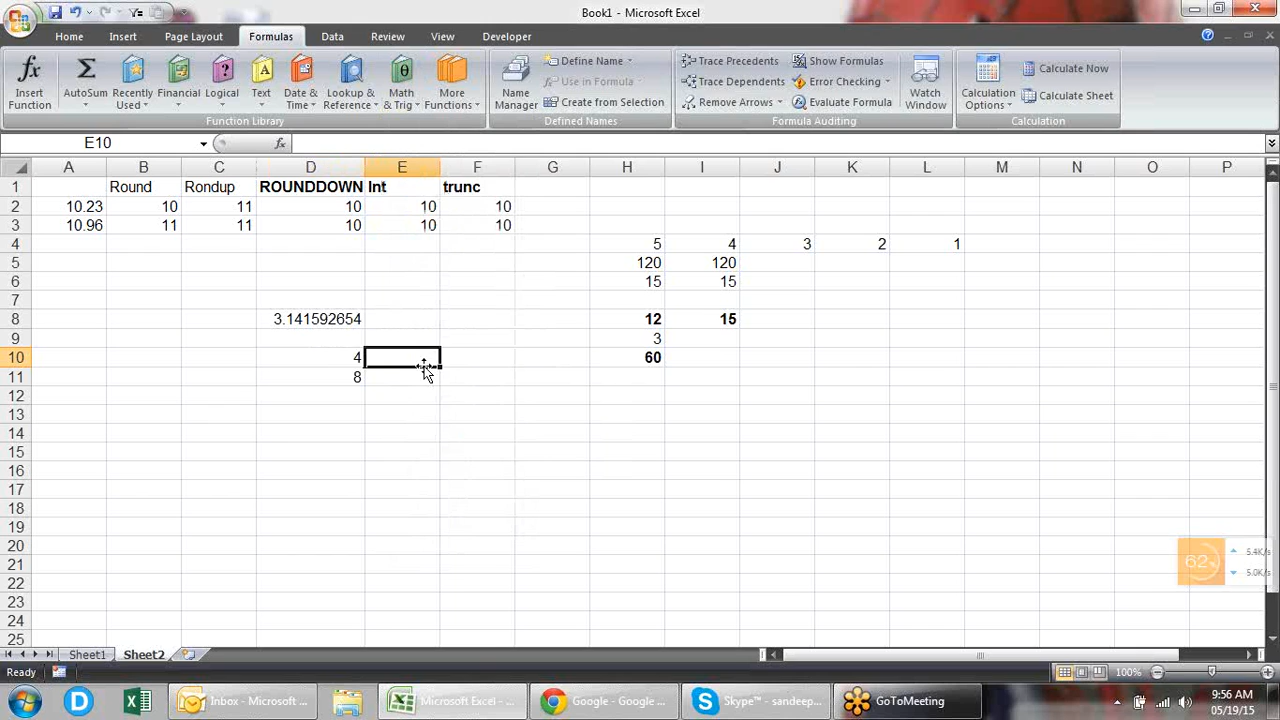 Book1 - Microsoft Excel
Home Insert Page Layout Formulas Data Review View Developer
Insert Function
AutoSum
Recently Used
Financial
Logical
Text
Date & Time
Lookup & Reference
Math & Trig
More Functions
Function Library
Name Manager
Define Name
Use in Formula
Create from Selection
Defined Names
Trace Precedents
Trace Dependents
Remove Arrows
Show Formulas
Error Checking
Evaluate Formula
Formula Auditing
Watch Window
Calculation Options
Calculate Now
Calculate Sheet
Calculation
E10 fx
A B C D E F G H I J K L M N O P
1 Round Rondup ROUNDDOWN Int trunc
2 10.23 10 11 10 10 10
3 10.96 11 11 10 10 10
4 5 4 3 2 1
5 120 120
6 15 15
7
8 3.141592654 12 15
9 3
10 4 60
11 8
12
13
14
15
16
17
18
19
20
21
22
23
24
25
62%
5.4K/s
5.0K/s
Sheet1 Sheet2
Ready 100%
Inbox - Microsoft ... Microsoft Excel - ... Google - Google ... Skype™ - sandeep... GoToMeeting
9:56 AM
05/19/15